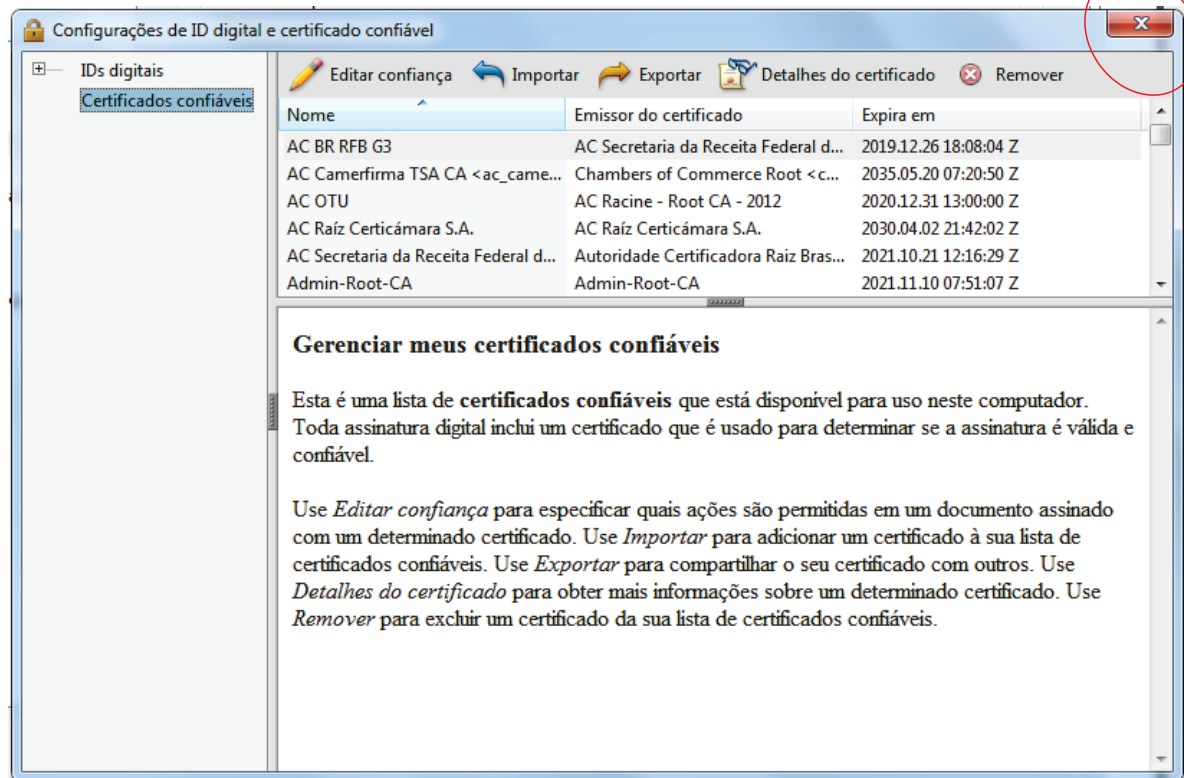 Configurações de ID digital e certificado confiável
IDs digitais
Certificados confiáveis
Editar confiança Importar Exportar Detalhes do certificado Remover
Nome Emissor do certificado Expira em
AC BR RFB G3 AC Secretaria da Receita Federal d... 2019.12.26 18:08:04 Z
AC Camerfirma TSA CA <ac_came... Chambers of Commerce Root <c... 2035.05.20 07:20:50 Z
AC OTU AC Racine - Root CA - 2012 2020.12.31 13:00:00 Z
AC Raíz Certicámara S.A. AC Raíz Certicámara S.A. 2030.04.02 21:42:02 Z
AC Secretaria da Receita Federal d... Autoridade Certificadora Raiz Bras... 2021.10.21 12:16:29 Z
Admin-Root-CA Admin-Root-CA 2021.11.10 07:51:07 Z
Gerenciar meus certificados confiáveis
Esta é uma lista de certificados confiáveis que está disponível para uso neste computador.
Toda assinatura digital inclui um certificado que é usado para determinar se a assinatura é válida e
confiável.
Use Editar confiança para especificar quais ações são permitidas em um documento assinado
com um determinado certificado. Use Importar para adicionar um certificado à sua lista de
certificados confiáveis. Use Exportar para compartilhar o seu certificado com outros. Use
Detalhes do certificado para obter mais informações sobre um determinado certificado. Use
Remover para excluir um certificado da sua lista de certificados confiáveis.